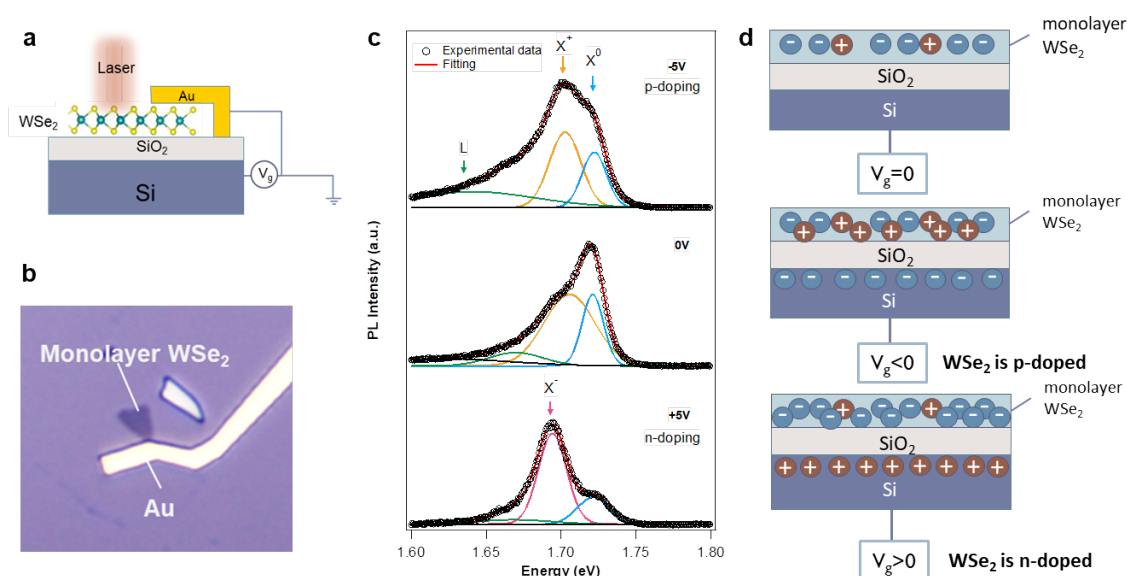 a
Laser
Au
WSe₂
SiO₂
Si
Vg
b
Monolayer WSe₂
Au
c
Experimental data
Fitting
X⁺
X⁰
-5V
p-doping
L
0V
X⁻
+5V
n-doping
PL Intensity (a.u.)
1.60 1.65 1.70 1.75 1.80
Energy (eV)
d
monolayer
WSe₂
SiO₂
Si
Vg=0
monolayer
WSe₂
SiO₂
Si
Vg<0
WSe₂ is p-doped
monolayer
WSe₂
SiO₂
Si
Vg>0
WSe₂ is n-doped